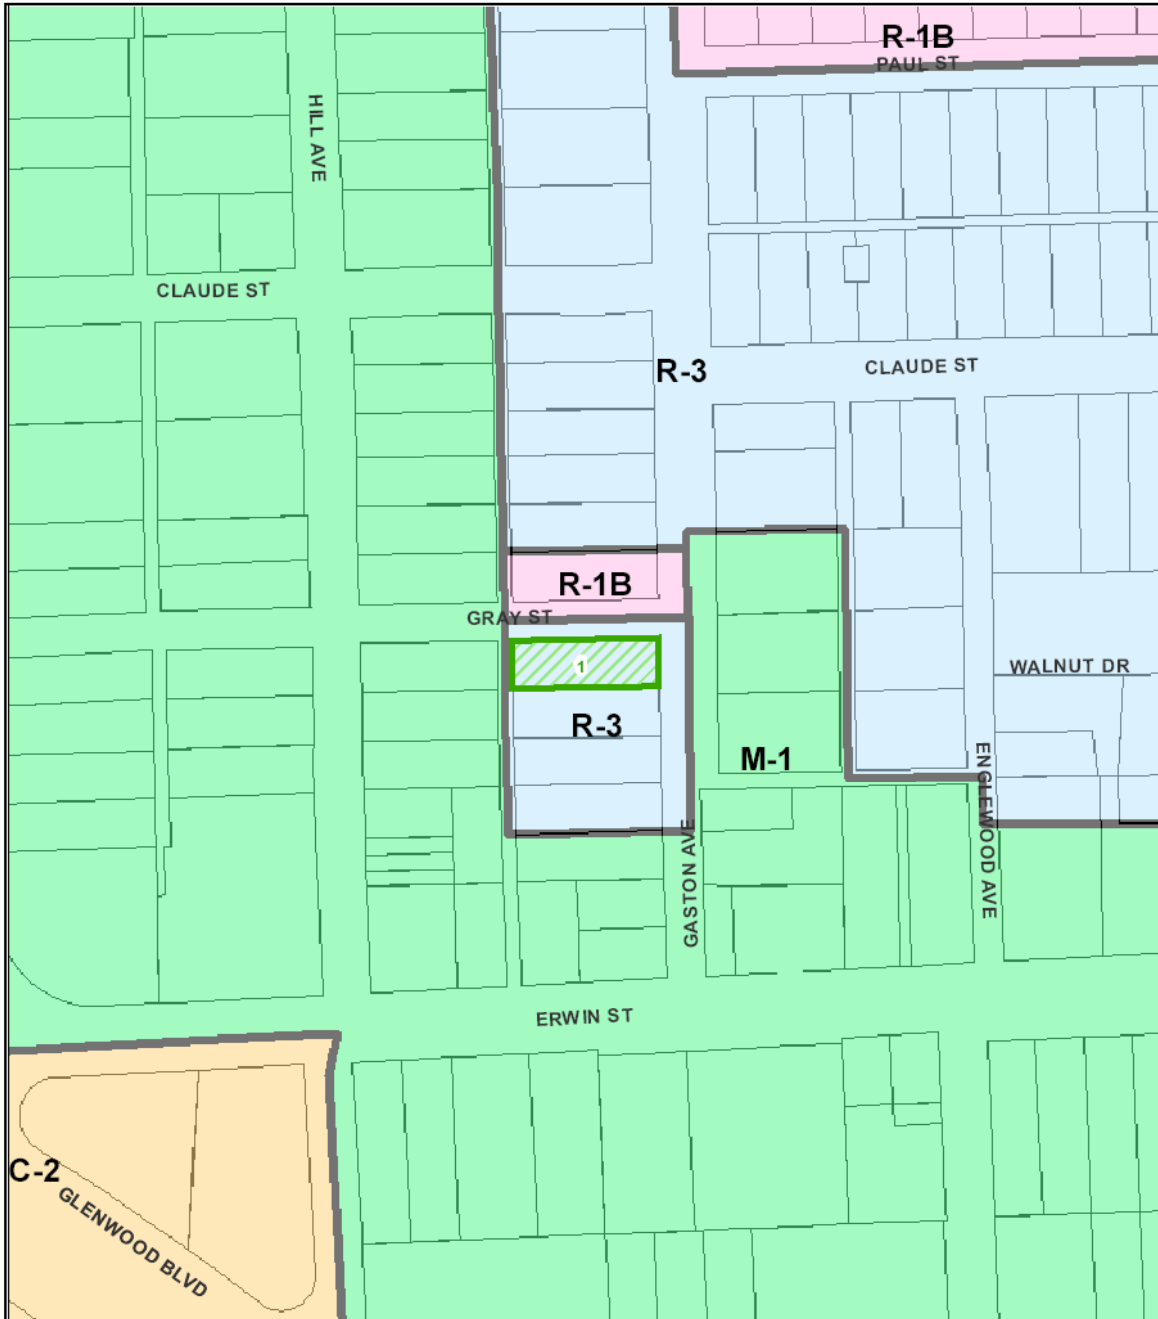 R-1B
PAUL ST
HILL AVE
CLAUDE ST
R-3
CLAUDE ST
R-1B
GRAY ST
1
WALNUT DR
R-3
M-1
ENGLEWOOD AVE
GASTON AVE
ERWIN ST
C-2
GLENWOOD BLVD